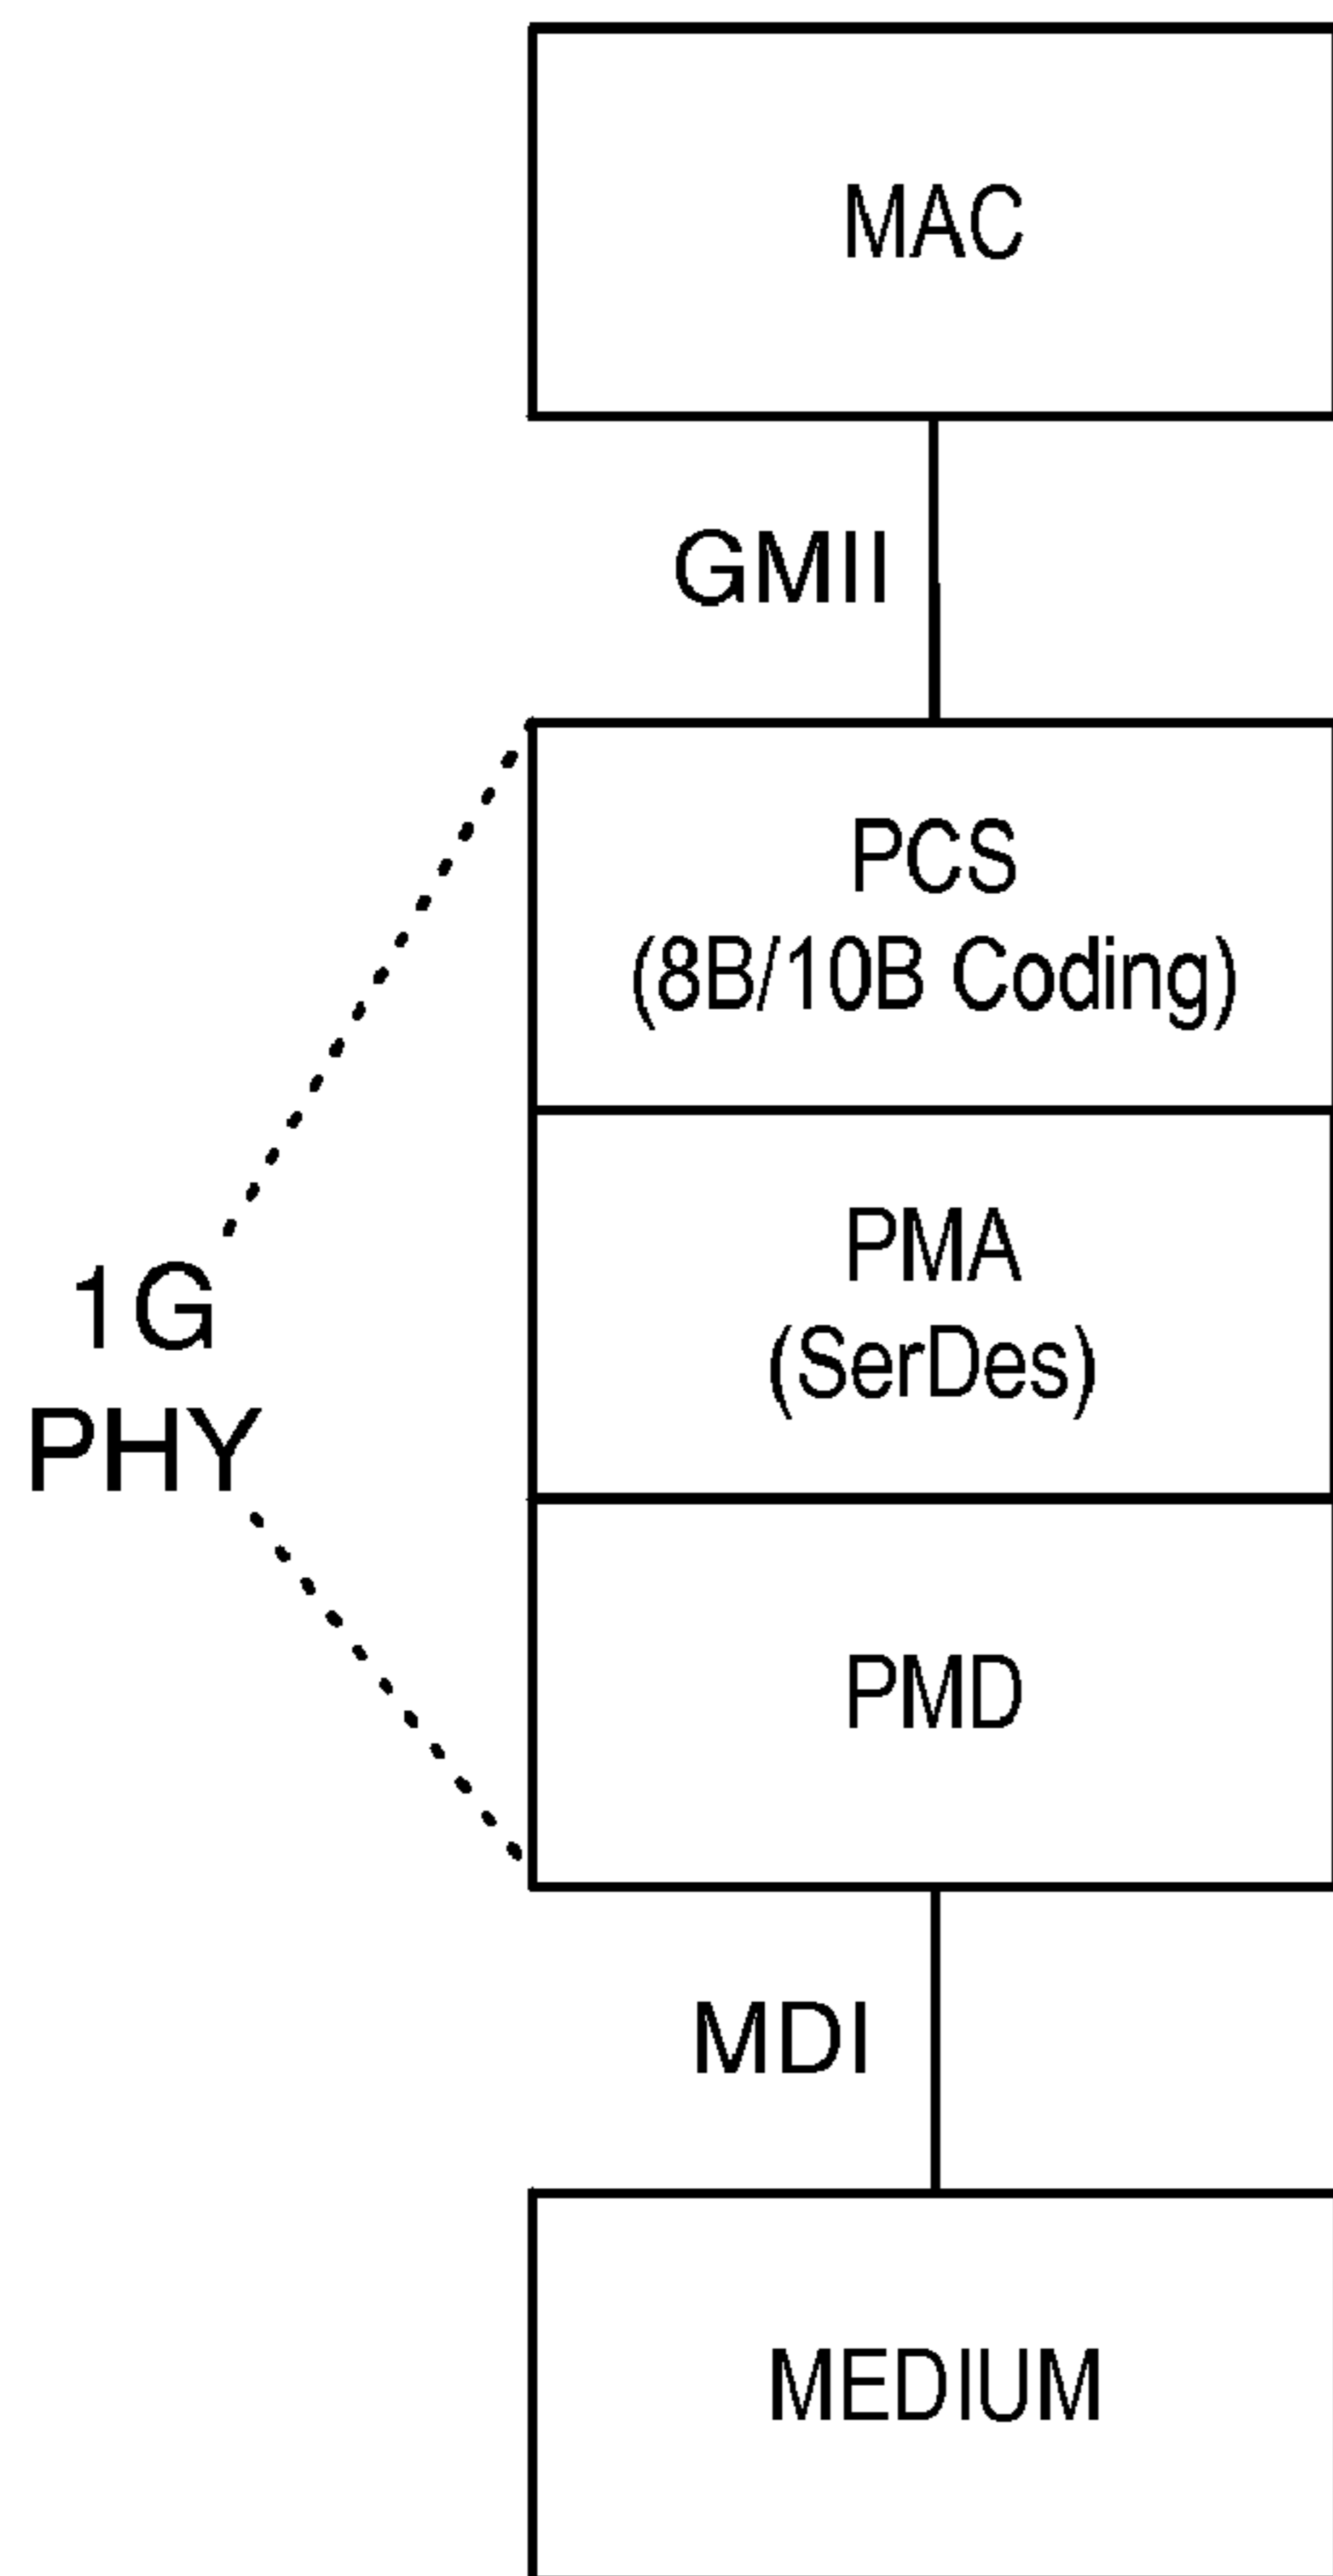 MAC
GMII
PCS
(8B/10B Coding)
PMA
(SerDes)
1G
PHY
PMD
MDI
MEDIUM